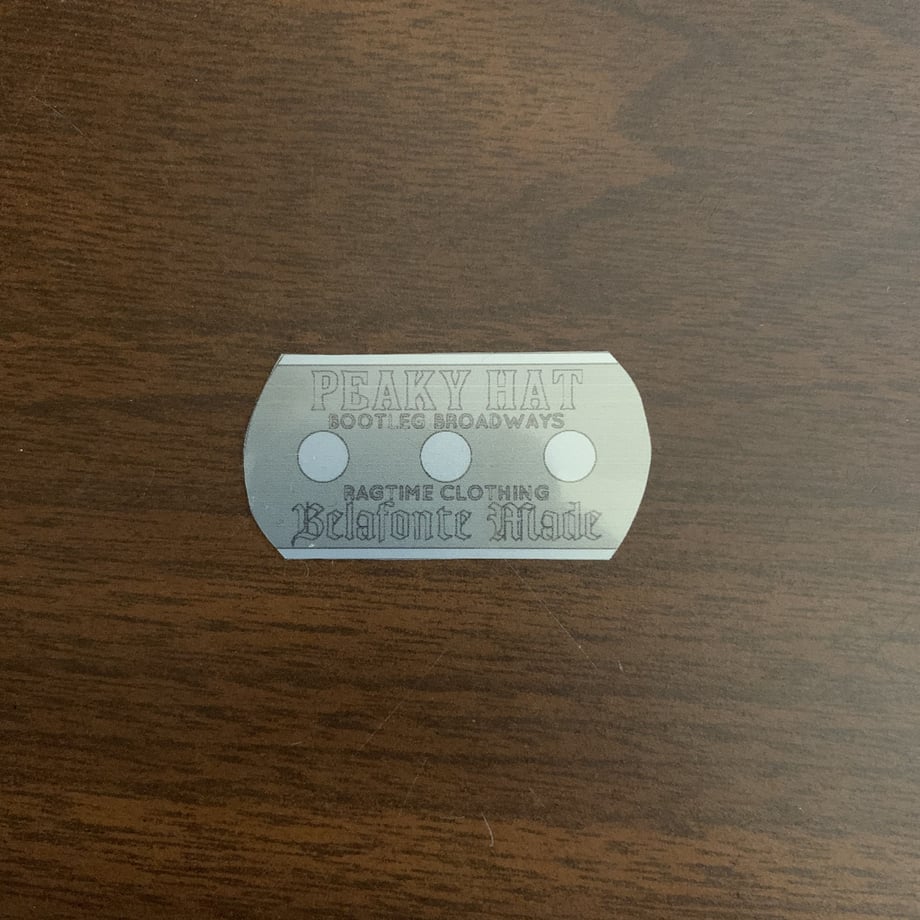 PEAKY HAT
BOOTLEG BROADWAYS
RAGTIME CLOTHING
Belafonte Made